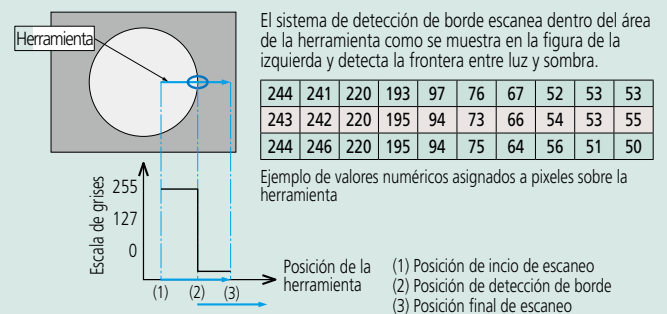 Herramienta
El sistema de detección de borde escanea dentro del área
de la herramienta como se muestra en la figura de la
izquierda y detecta la frontera entre luz y sombra.
244 241 220 193 97 76 67 52 53 53
243 242 220 195 94 73 66 54 53 55
244 246 220 195 94 75 64 56 51 50
Ejemplo de valores numéricos asignados a pixeles sobre la
herramienta
Escala de grises
255
127
0
(1) (2) (3)
Posición de la
herramienta
(1) Posición de incio de escaneo
(2) Posición de detección de borde
(3) Posición final de escaneo